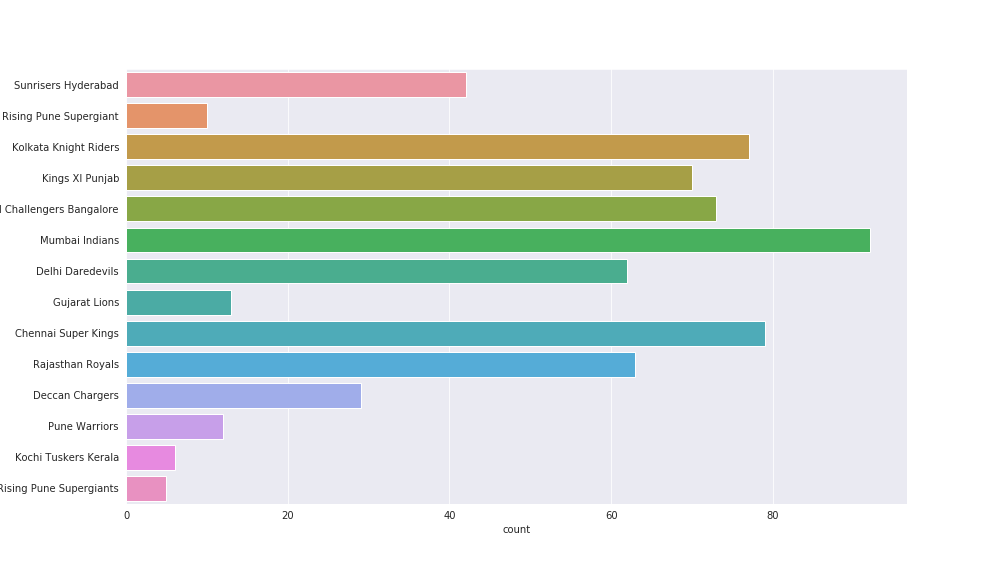 Sunrisers Hyderabad
Rising Pune Supergiant
Kolkata Knight Riders
Kings XI Punjab
Challengers Bangalore
Mumbai Indians
Delhi Daredevils
Gujarat Lions
Chennai Super Kings
Rajasthan Royals
Deccan Chargers
Pune Warriors
Kochi Tuskers Kerala
Rising Pune Supergiants
0 20 40 60 80
count